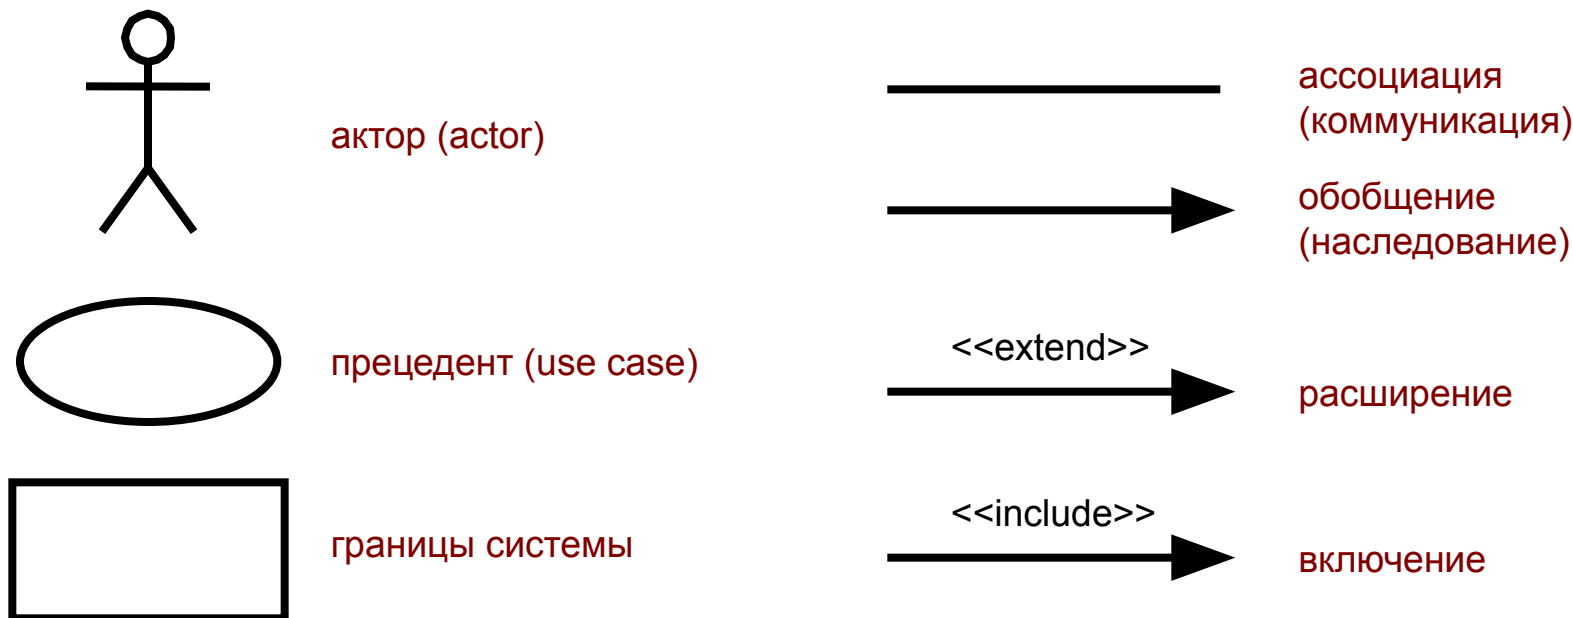 актор (actor)
прецедент (use case)
границы системы
ассоциация
(коммуникация)
обобщение
(наследование)
<<extend>>
расширение
<<include>>
включение